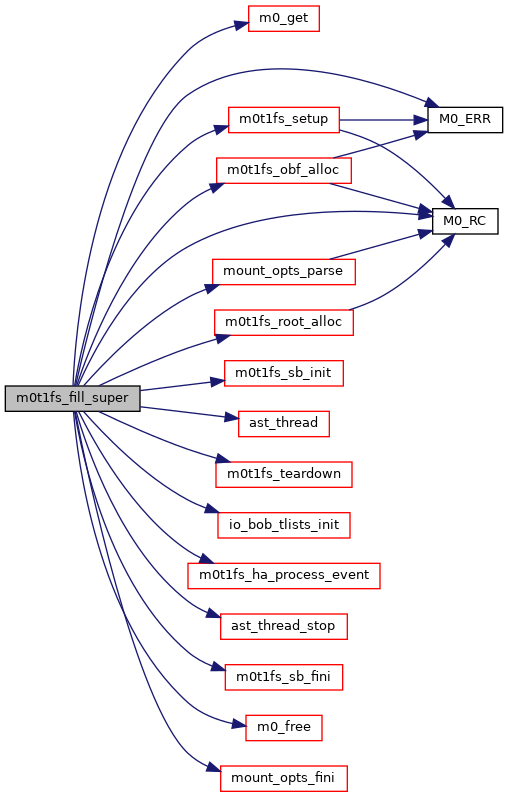 m0_get
m0t1fs_setup
M0_ERR
m0t1fs_obf_alloc
M0_RC
mount_opts_parse
m0t1fs_root_alloc
m0t1fs_sb_init
m0t1fs_fill_super
ast_thread
m0t1fs_teardown
io_bob_tlists_init
m0t1fs_ha_process_event
ast_thread_stop
m0t1fs_sb_fini
m0_free
mount_opts_fini